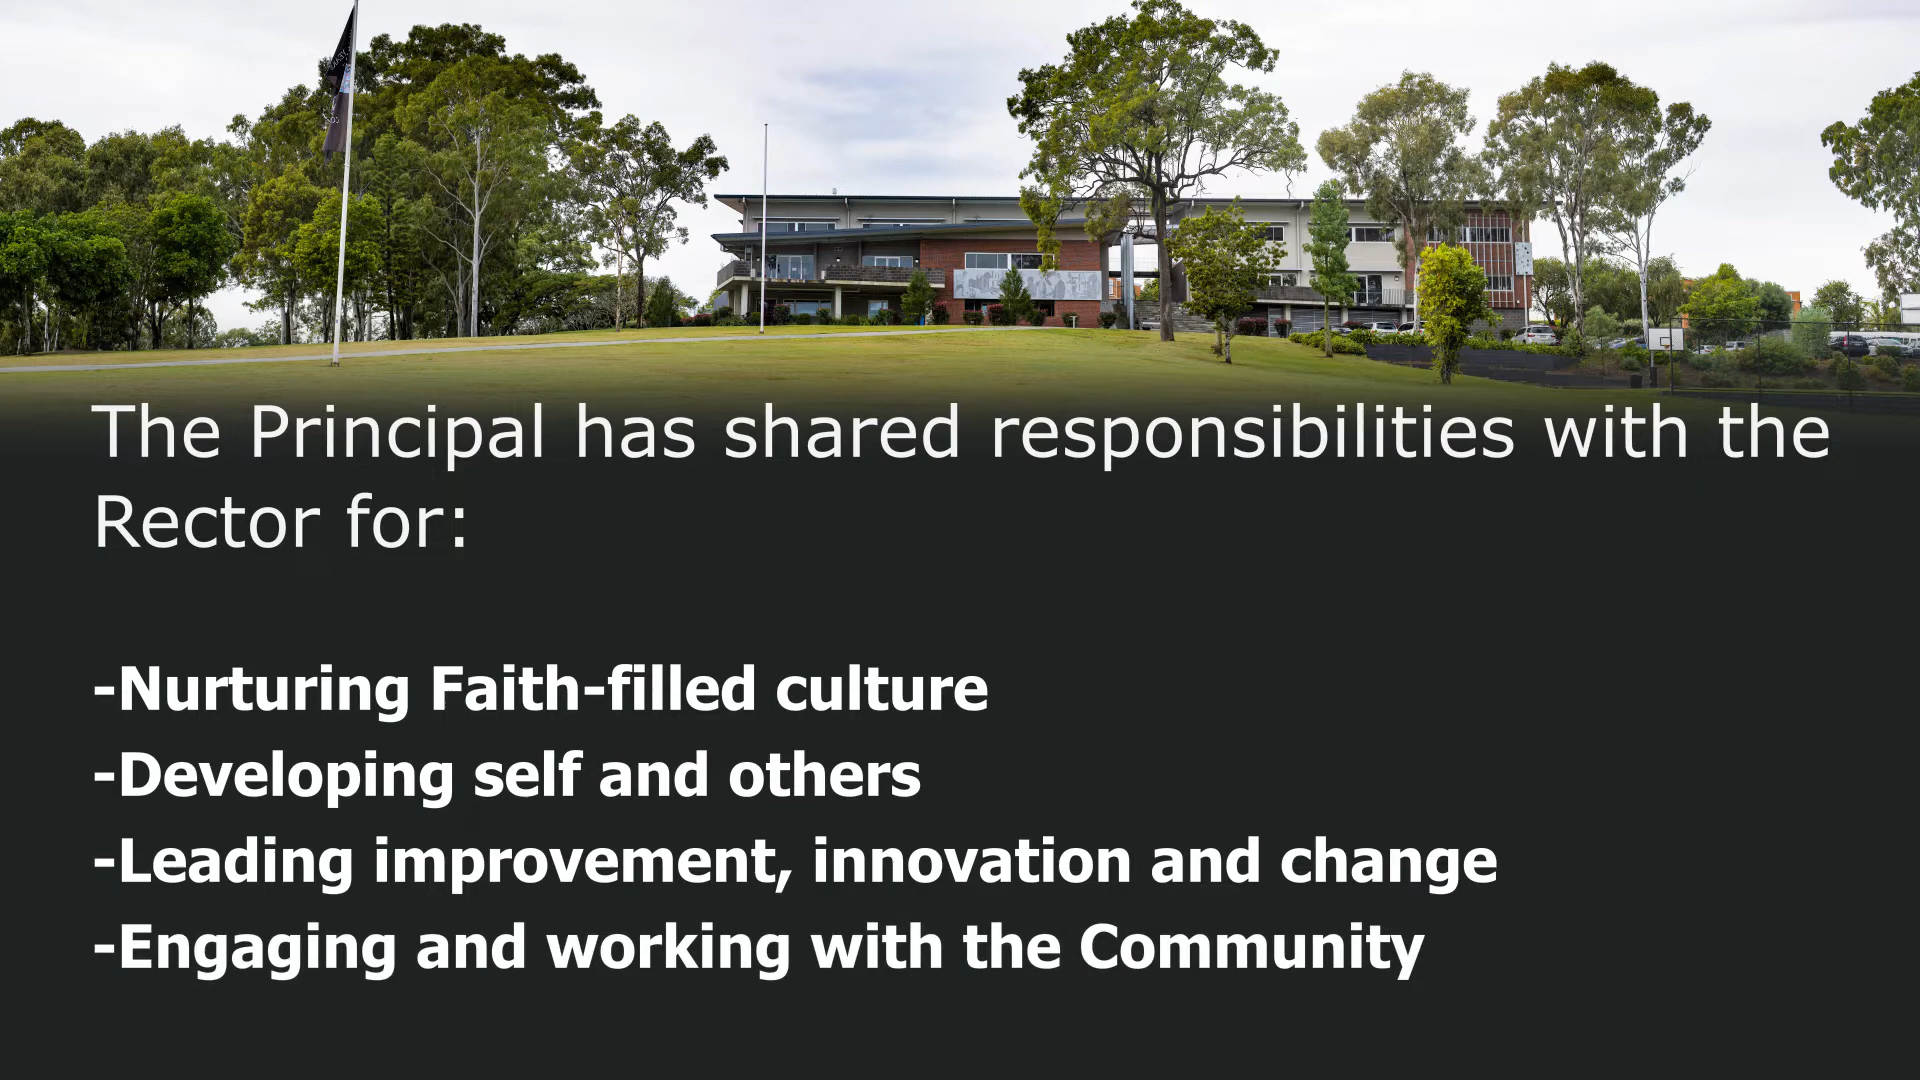 The Principal has shared responsibilities with the
Rector for:
-Nurturing Faith-filled culture
-Developing self and others
-Leading improvement, innovation and change
-Engaging and working with the Community